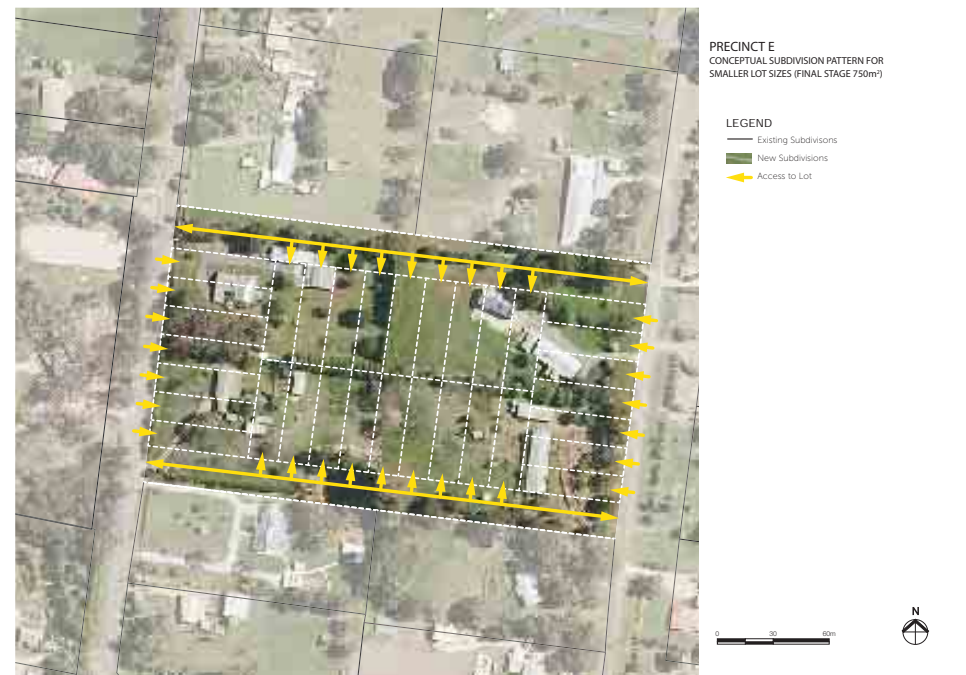 PRECINCT E
CONCEPTUAL SUBDIVISION PATTERN FOR
SMALLER LOT SIZES (FINAL STAGE 750m²)
LEGEND
Existing Subdivisons
New Subdivisions
Access to Lot
N
0 30 60m